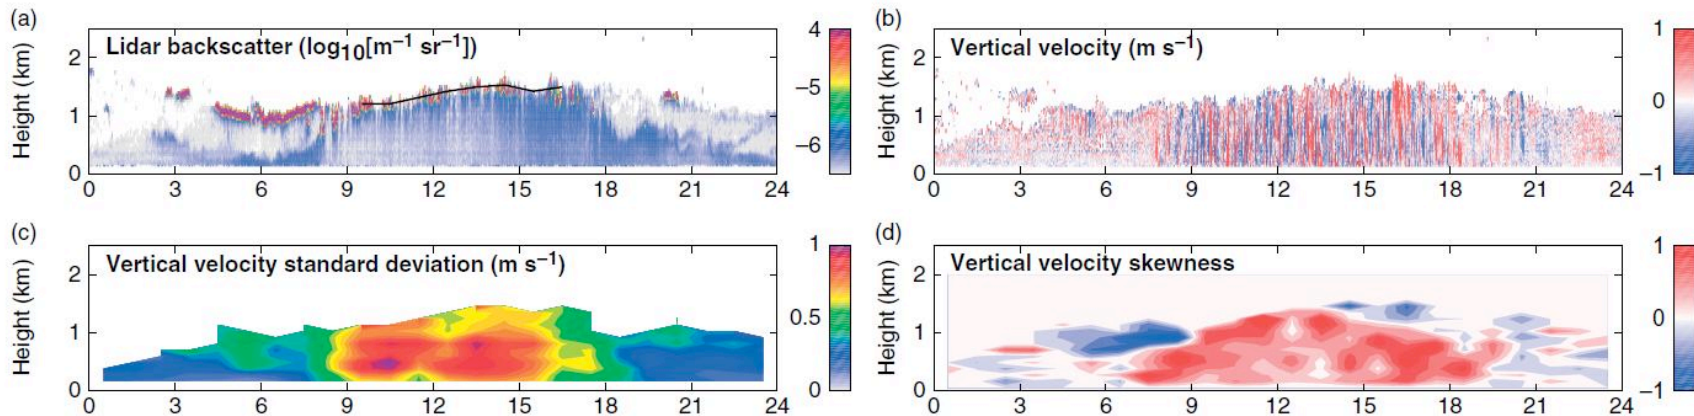 (a)
Lidar backscatter (log10[m−1 sr−1])
Height (km)
2
1
0
0 3 6 9 12 15 18 21 24
4
−5
−6
(b)
Vertical velocity (m s−1)
Height (km)
2
1
0
0 3 6 9 12 15 18 21 24
1
0
−1
(c)
Vertical velocity standard deviation (m s−1)
Height (km)
2
1
0
0 3 6 9 12 15 18 21 24
1
0.5
0
(d)
Vertical velocity skewness
Height (km)
2
1
0
0 3 6 9 12 15 18 21 24
1
0
−1